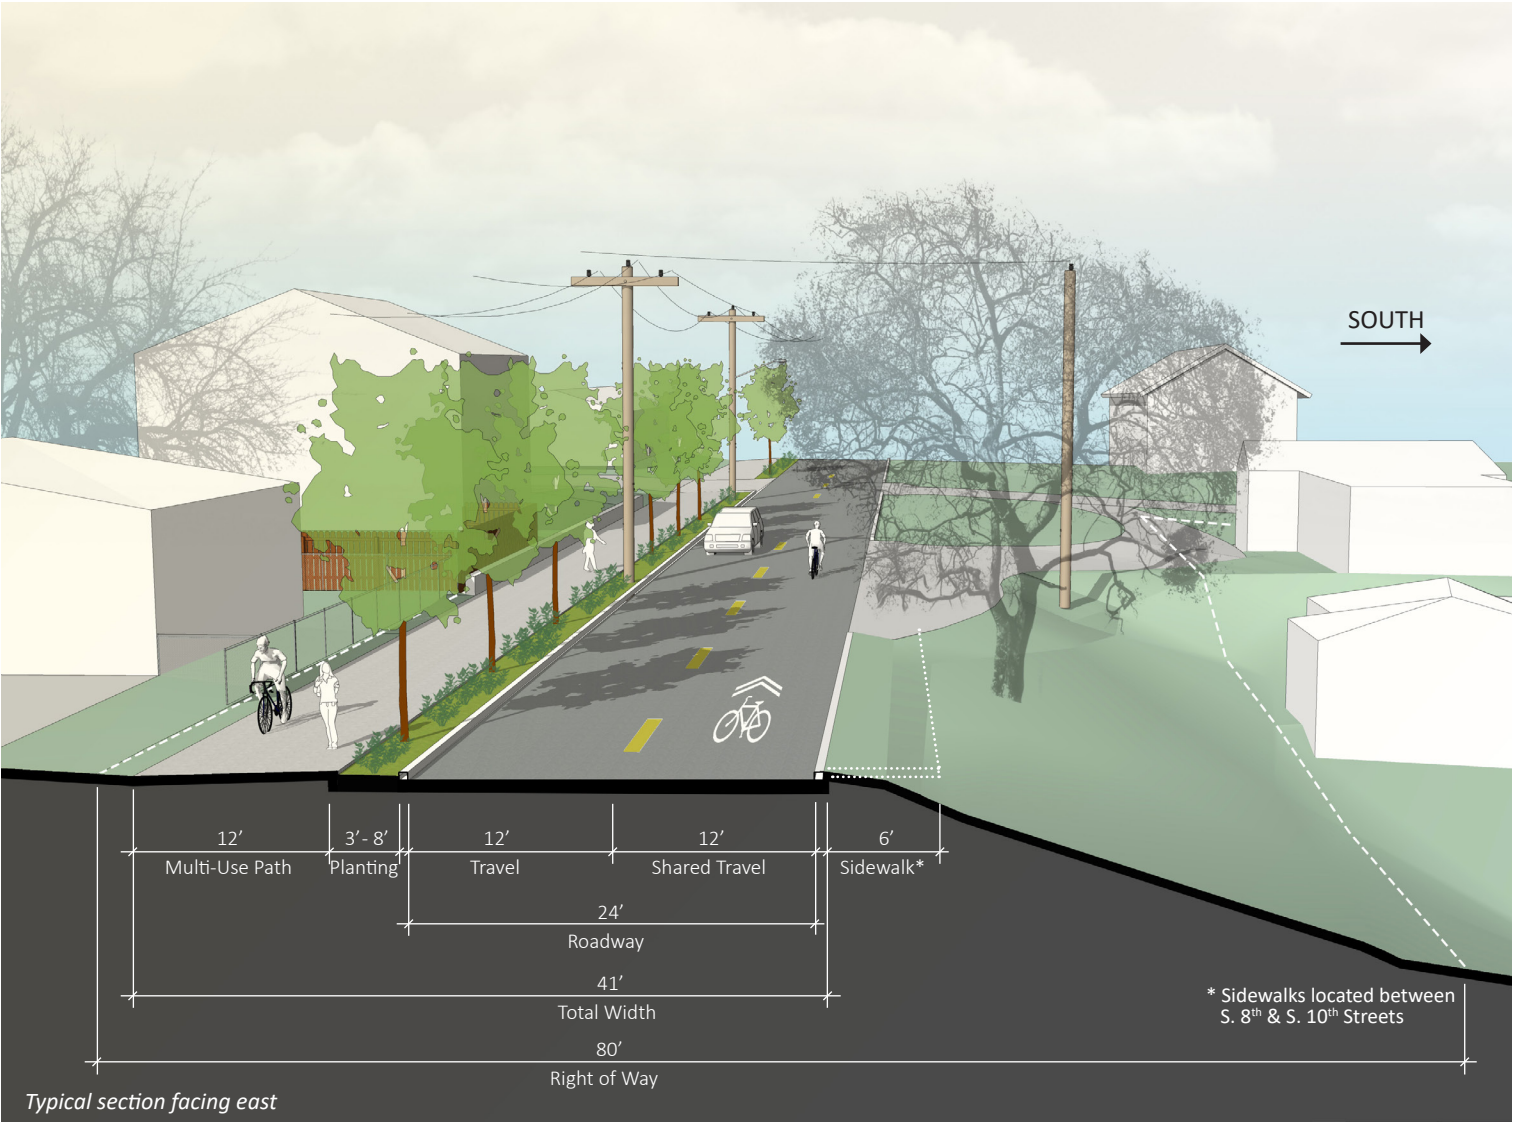 SOUTH
12’
3’ - 8’
12’
12’
6’
Multi-Use Path
Planting
Travel
Shared Travel
Sidewalk*
24’
Roadway
41’
Total Width
* Sidewalks located between
S. 8th & S. 10th Streets
80’
Right of Way
Typical section facing east